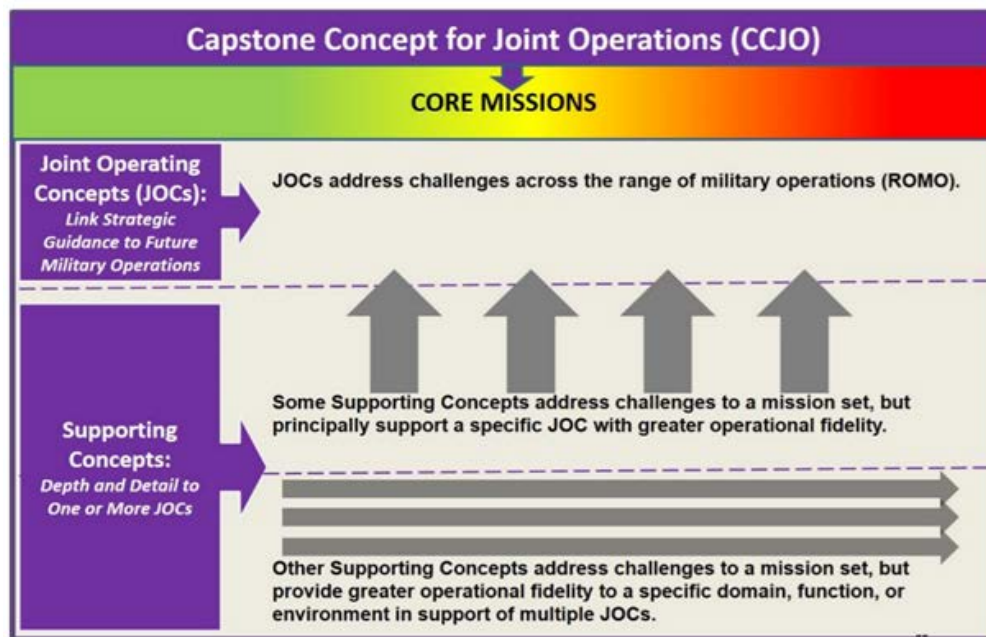 Capstone Concept for Joint Operations (CCJO)
CORE MISSIONS
Joint Operating
Concepts (JOCs):
Link Strategic
Guidance to Future
Military Operations
JOCs address challenges across the range of military operations (ROMO).
Some Supporting Concepts address challenges to a mission set, but
principally support a specific JOC with greater operational fidelity.
Supporting
Concepts:
Depth and Detail to
One or More JOCs
Other Supporting Concepts address challenges to a mission set, but
provide greater operational fidelity to a specific domain, function, or
environment in support of multiple JOCs.